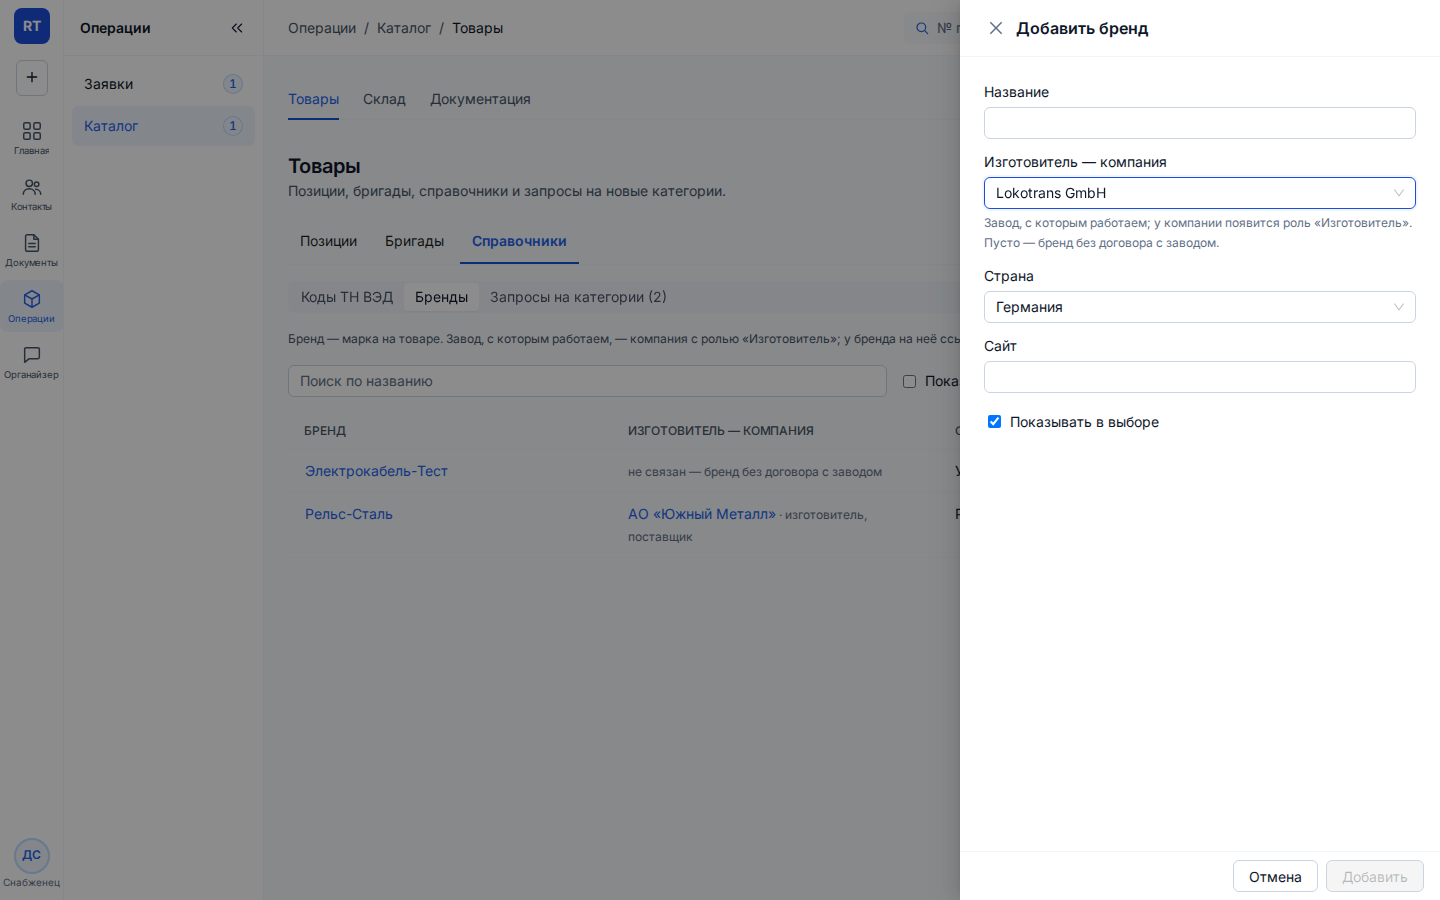 RT
Главная
Контакты
Документы
Операции
Органайзер
ДС
Снабженец
Операции
Заявки 1
Каталог 1
Операции / Каталог / Товары
№
Товары Склад Документация
Товары
Позиции, бригады, справочники и запросы на новые категории.
Позиции Бригады Справочники
Коды ТН ВЭД Бренды Запросы на категории (2)
Бренд — марка на товаре. Завод, с которым работаем, — компания с ролью «Изготовитель»; у бренда на неё
Поиск по названию
БРЕНД ИЗГОТОВИТЕЛЬ — КОМПАНИЯ
Электрокабель-Тест не связан — бренд без договора с заводом
Рельс-Сталь АО «Южный Металл» · изготовитель,
поставщик
Добавить бренд
Название
Изготовитель — компания
Lokotrans GmbH
Завод, с которым работаем; у компании появится роль «Изготовитель».
Пусто — бренд без договора с заводом.
Страна
Германия
Сайт
Показывать в выборе
Отмена Добавить